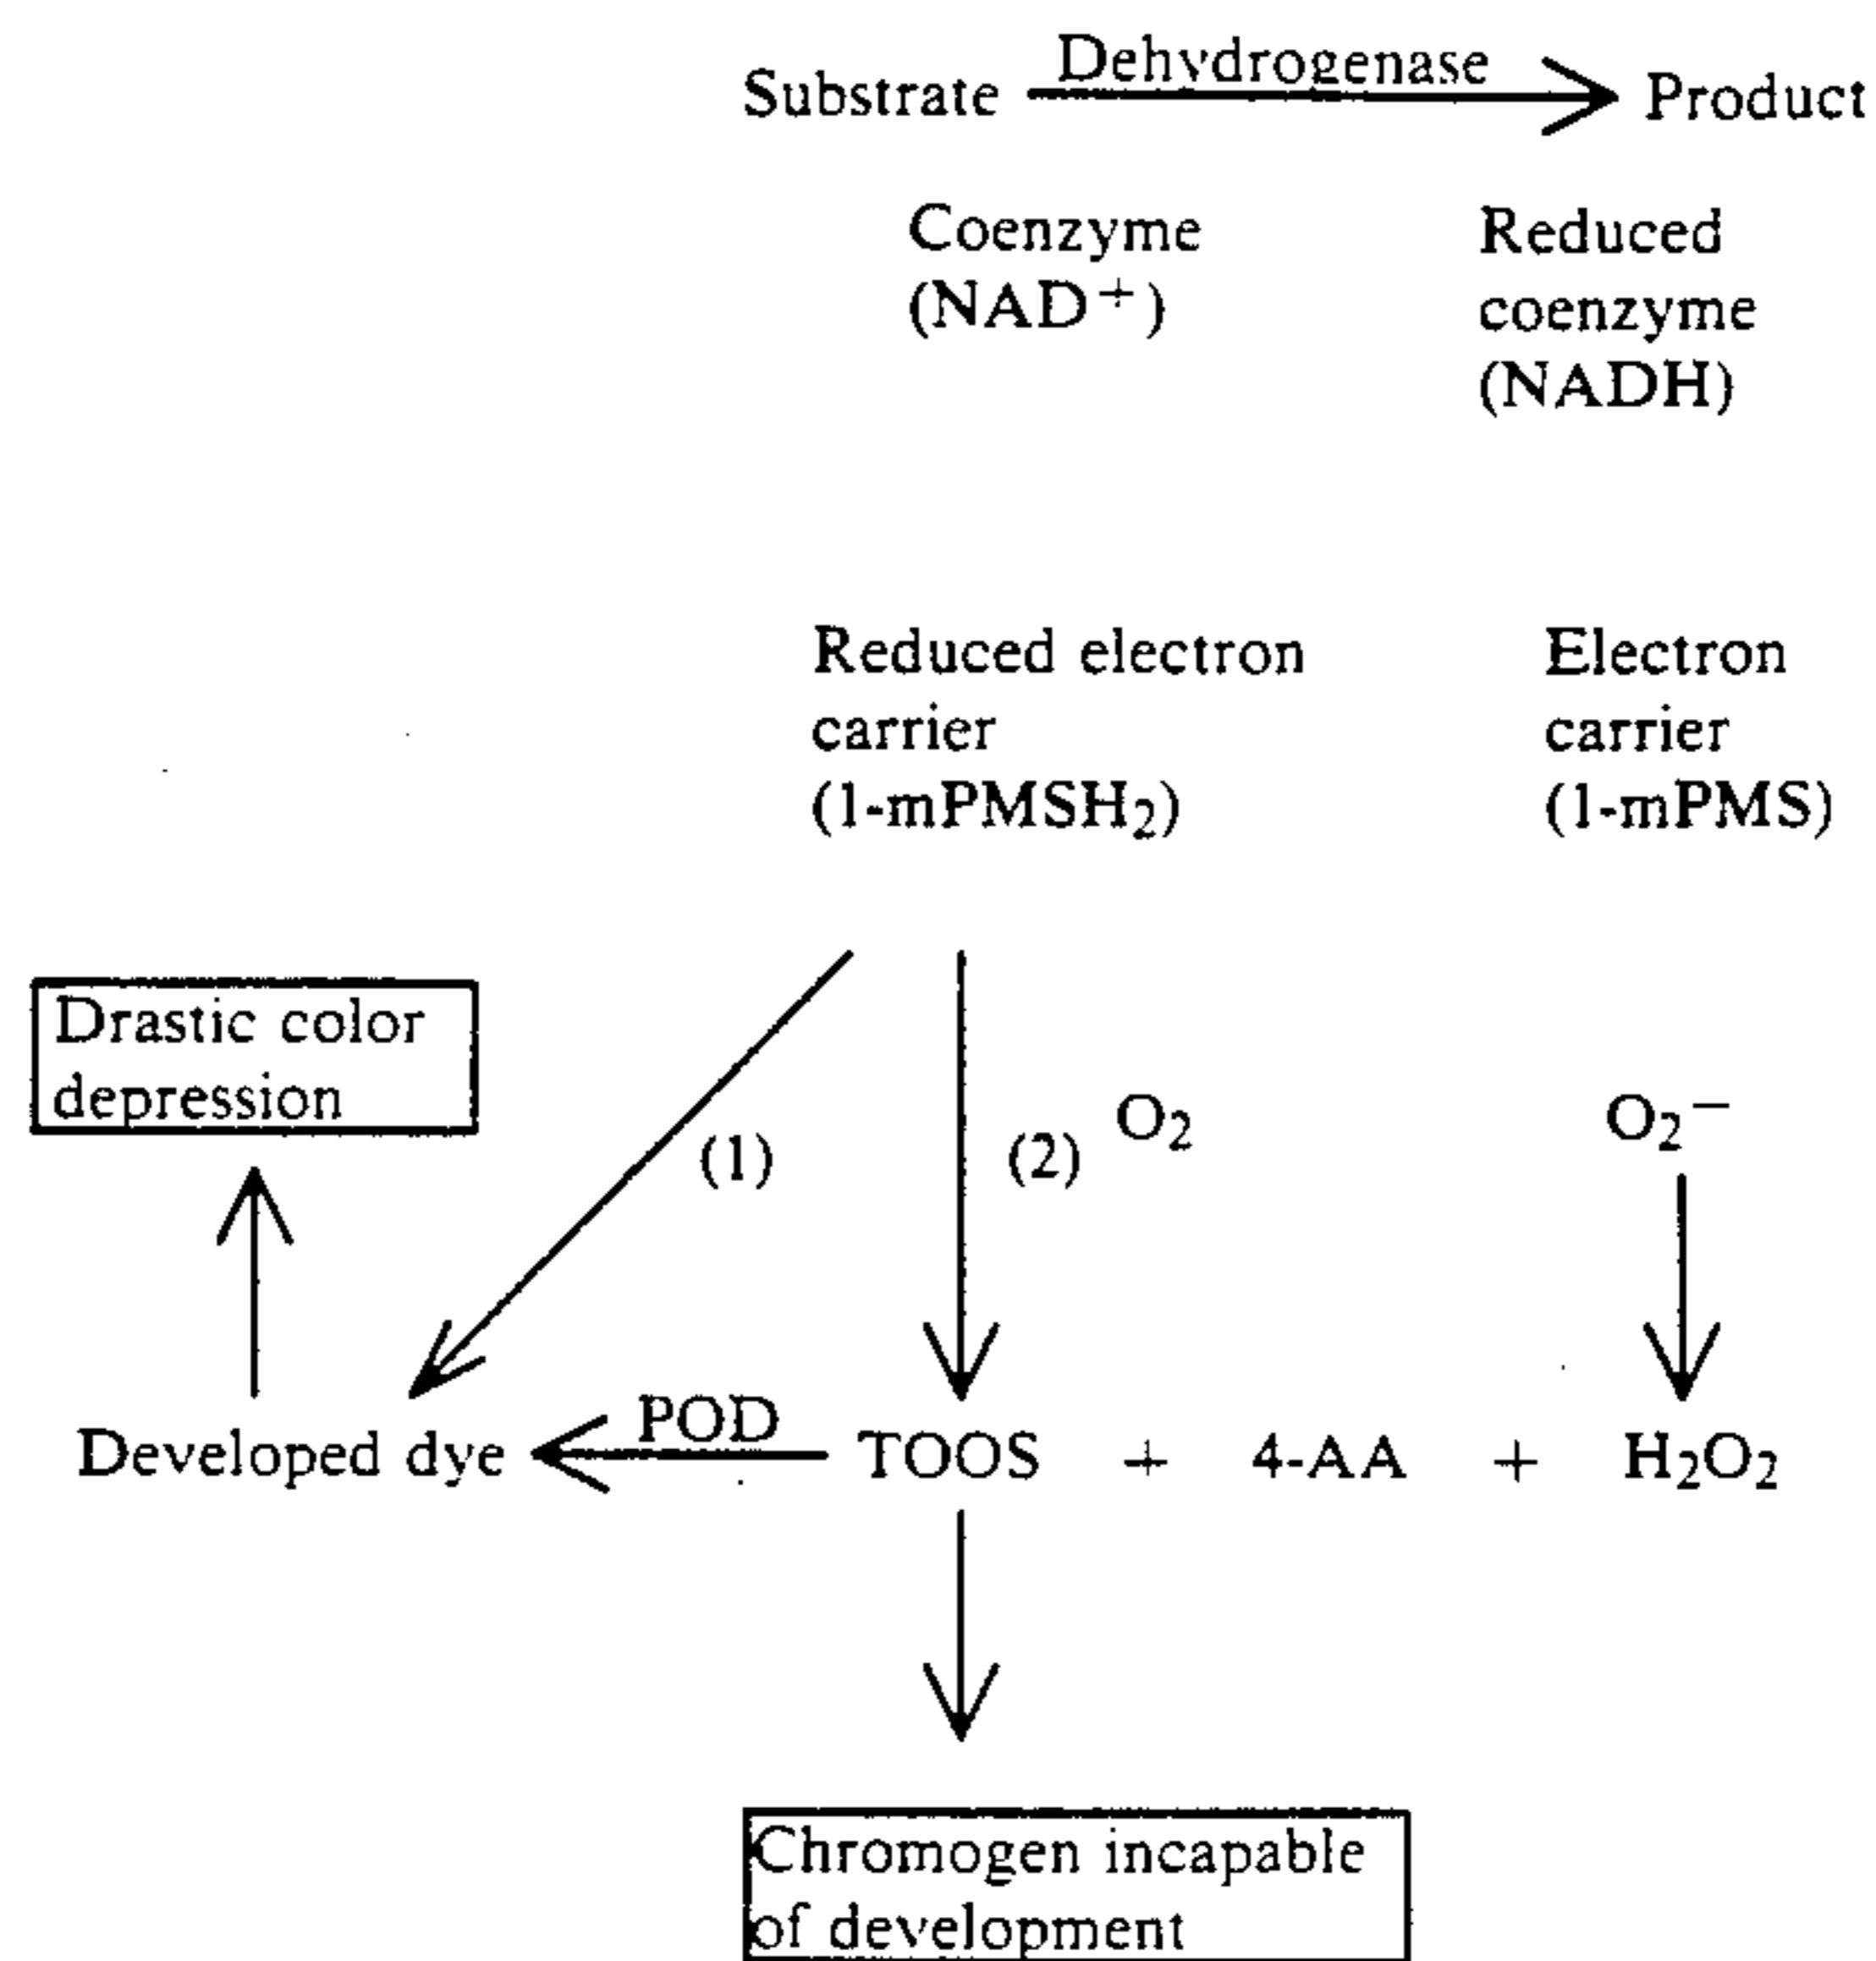 Dehydrogenase
Substrate Product
Coenzyme Reduced
(NAD+) coenzyme
(NADH)
Reduced electron Electron
carrier carrier
(1-mPMSH2) (1-mPMS)
Drastic color
depression
O2 O2−
(1) (2)
POD
Developed dye TOOS + 4-AA + H2O2
Chromogen incapable
of development